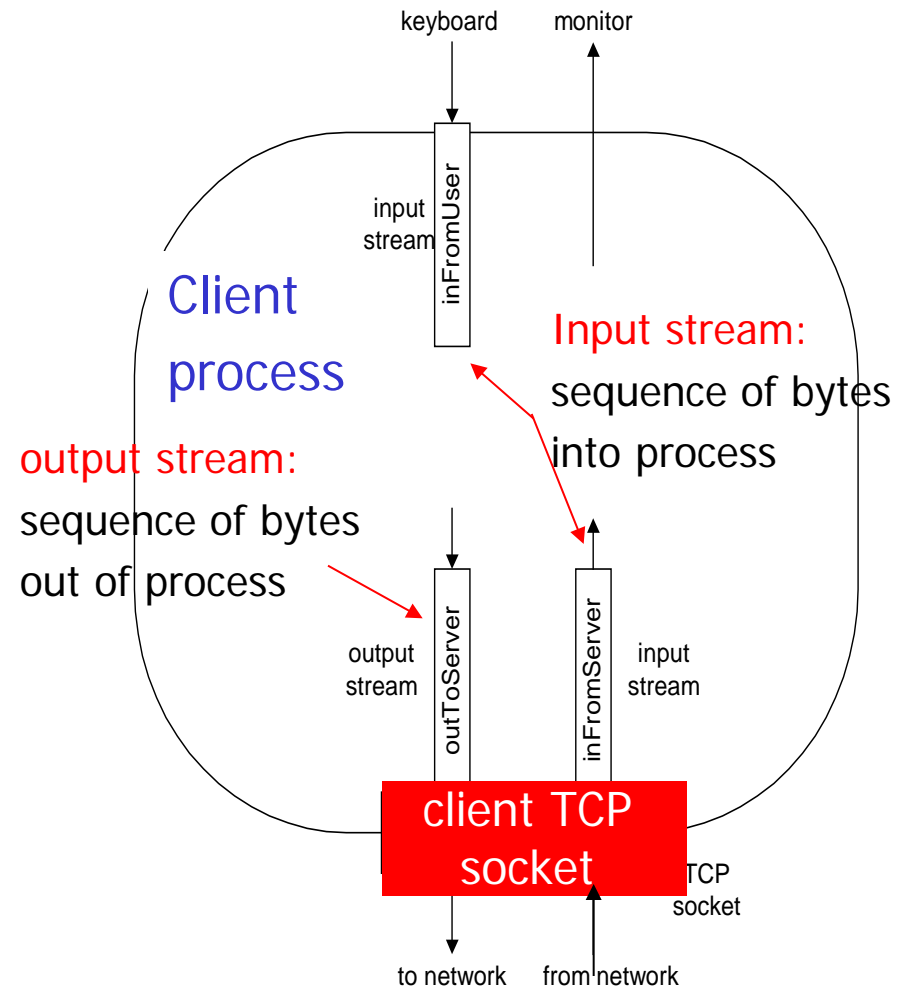 keyboard
monitor
input
stream
inFromUser
Client
process
Input stream:
sequence of bytes
into process
output stream:
sequence of bytes
out of process
output
stream
outToServer
inFromServer
input
stream
client TCP
socket
TCP
socket
to network
from network